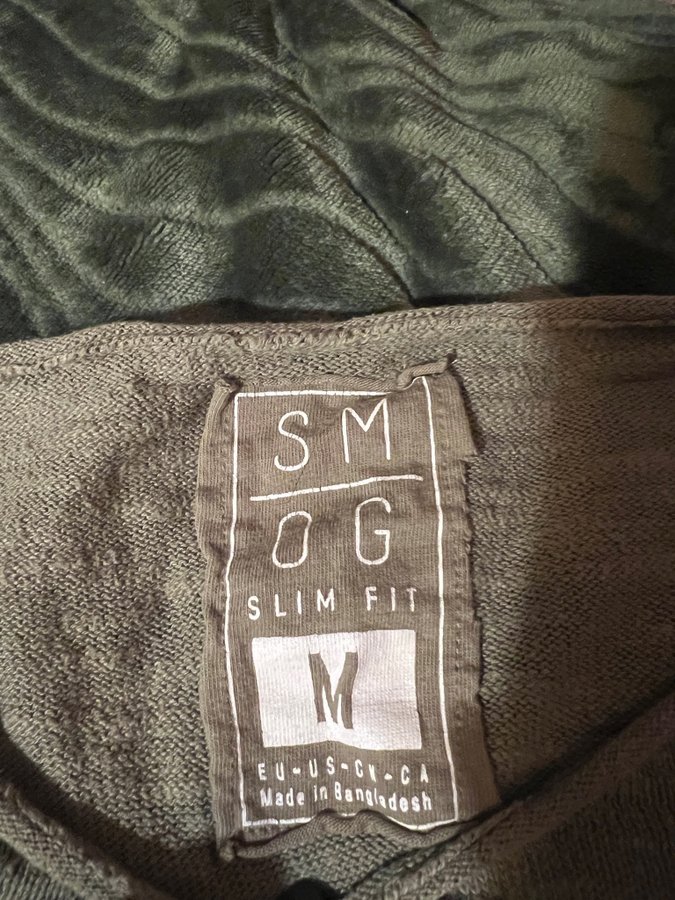 SM
OG
SLIM FIT
M
EU-US-CN-CA
Made in Bangladesh